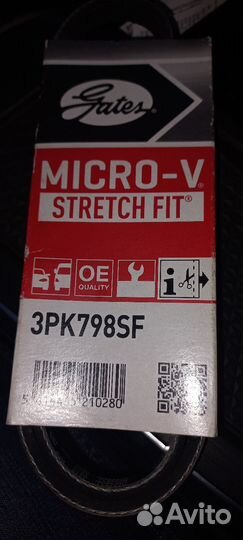 Gates
MICRO-V®
STRETCH FIT®
OE
QUALITY
i
3PK798SF
210280
Avito